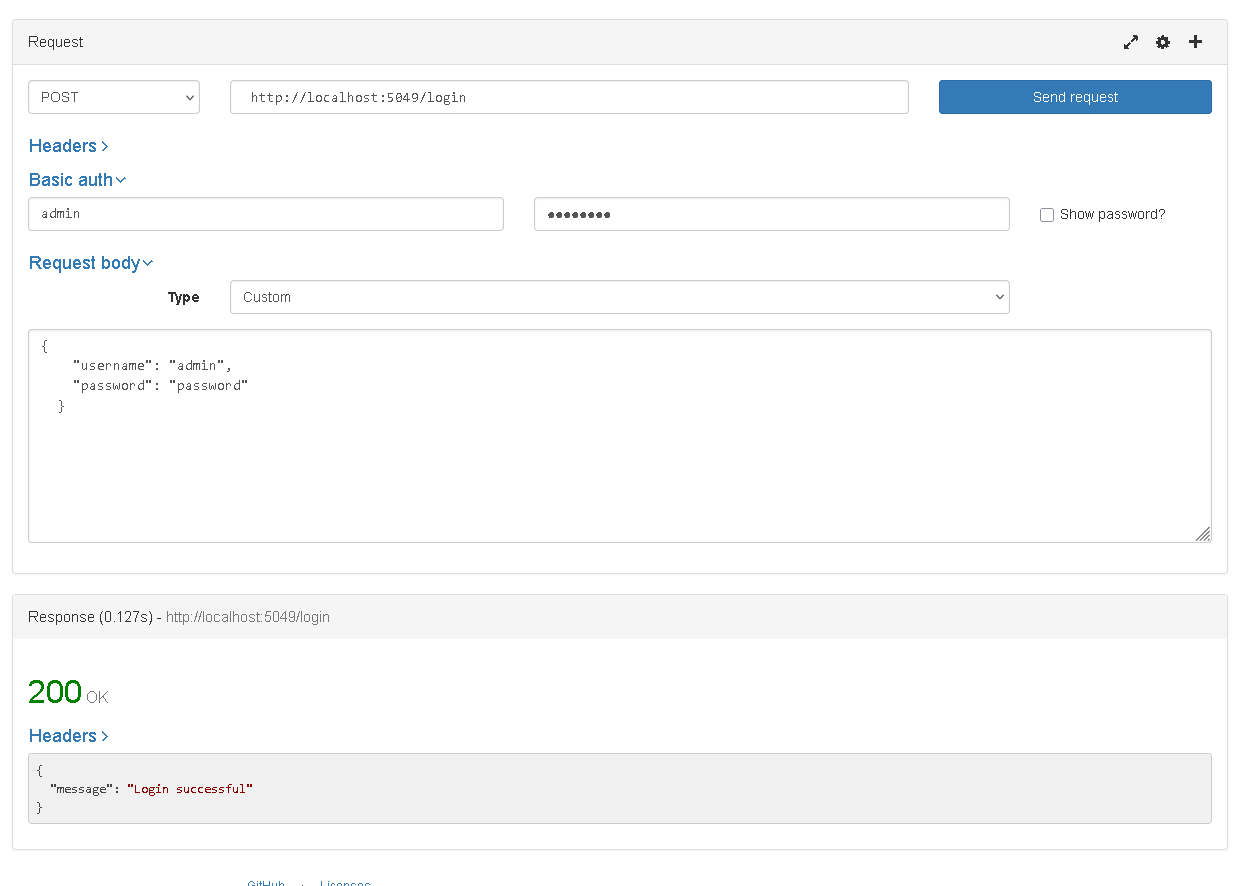 Request
POST
http://localhost:5049/login
Send request
Headers
Basic auth
admin
●●●●●●●●
Show password?
Request body
Type
Custom
{
"username": "admin",
"password": "password"
}
Response (0.127s) - http://localhost:5049/login
200 OK
Headers
{
"message": "Login successful"
}
GitHub · Licenses